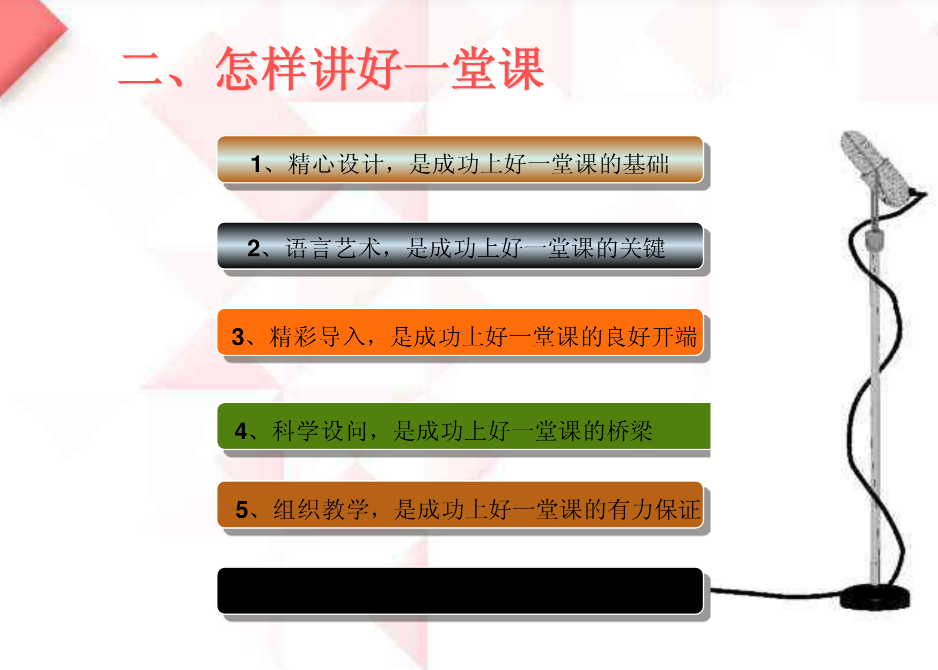 二、怎样讲好一堂课
1、精心设计，是成功上好一堂课的基础
2、语言艺术，是成功上好一堂课的关键
3、精彩导入，是成功上好一堂课的良好开端
4、科学设问，是成功上好一堂课的桥梁
5、组织教学，是成功上好一堂课的有力保证